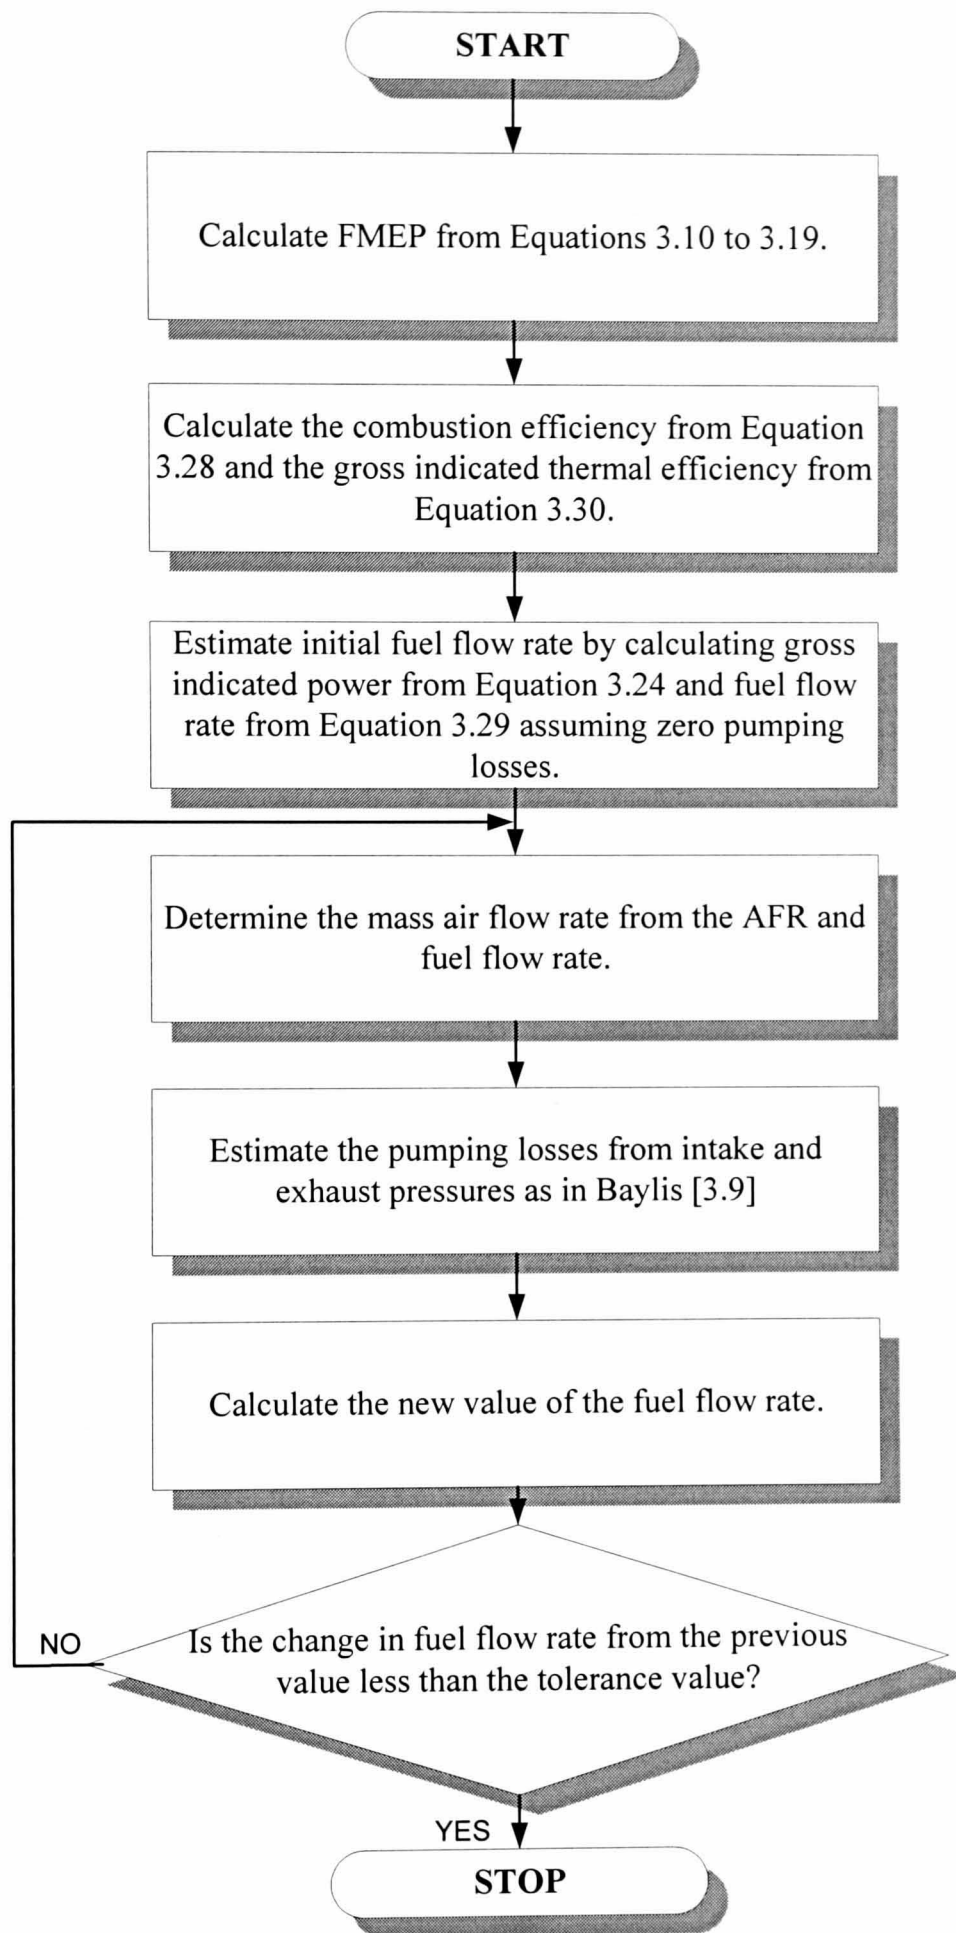 START
Calculate FMEP from Equations 3.10 to 3.19.
Calculate the combustion efficiency from Equation
3.28 and the gross indicated thermal efficiency from
Equation 3.30.
Estimate initial fuel flow rate by calculating gross
indicated power from Equation 3.24 and fuel flow
rate from Equation 3.29 assuming zero pumping
losses.
Determine the mass air flow rate from the AFR and
fuel flow rate.
Estimate the pumping losses from intake and
exhaust pressures as in Baylis [3.9]
Calculate the new value of the fuel flow rate.
NO
Is the change in fuel flow rate from the previous
value less than the tolerance value?
YES
STOP